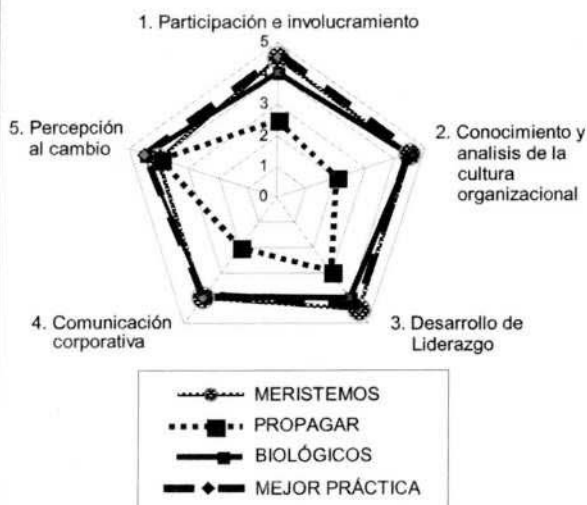 1. Participación e involucramiento
5
3
2
1
0
5. Percepción
al cambio
2. Conocimiento y
analisis de la
cultura
organizacional
4. Comunicación
corporativa
3. Desarrollo de
Liderazgo
MERISTEMOS
PROPAGAR
BIOLÓGICOS
MEJOR PRÁCTICA